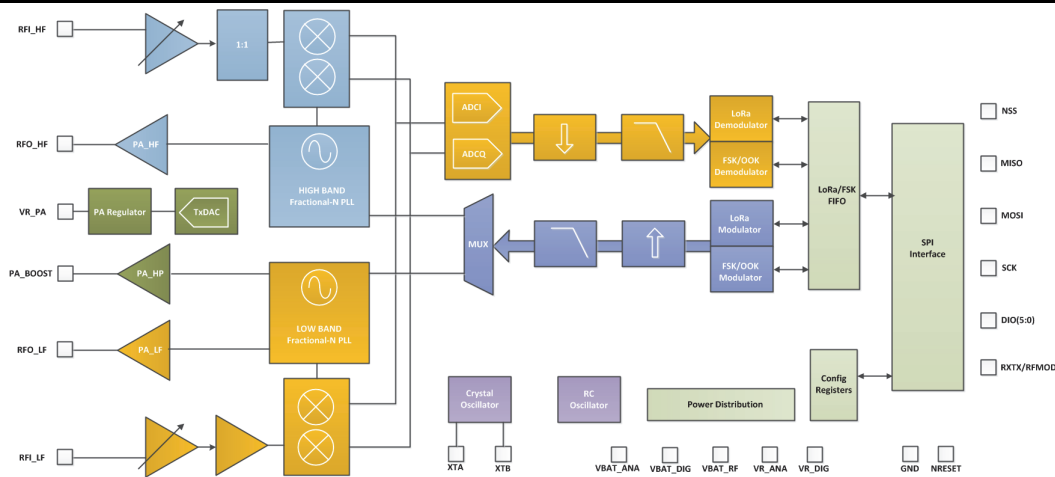 RFI_HF
1:1
RFO_HF
PA_HF
HIGH BAND
Fractional-N PLL
VR_PA
PA Regulator
TxDAC
PA_BOOST
PA_HP
LOW BAND
Fractional-N PLL
RFO_LF
PA_LF
RFI_LF
ADCI
ADCQ
MUX
LoRa
Demodulator
FSK/OOK
Demodulator
LoRa
Modulator
FSK/OOK
Modulator
LoRa/FSK
FIFO
SPI
Interface
Config
Registers
Crystal
Oscillator
RC
Oscillator
Power Distribution
XTA
XTB
VBAT_ANA
VBAT_DIG
VBAT_RF
VR_ANA
VR_DIG
GND
NRESET
NSS
MISO
MOSI
SCK
DIO(5:0)
RXTX/RFMOD